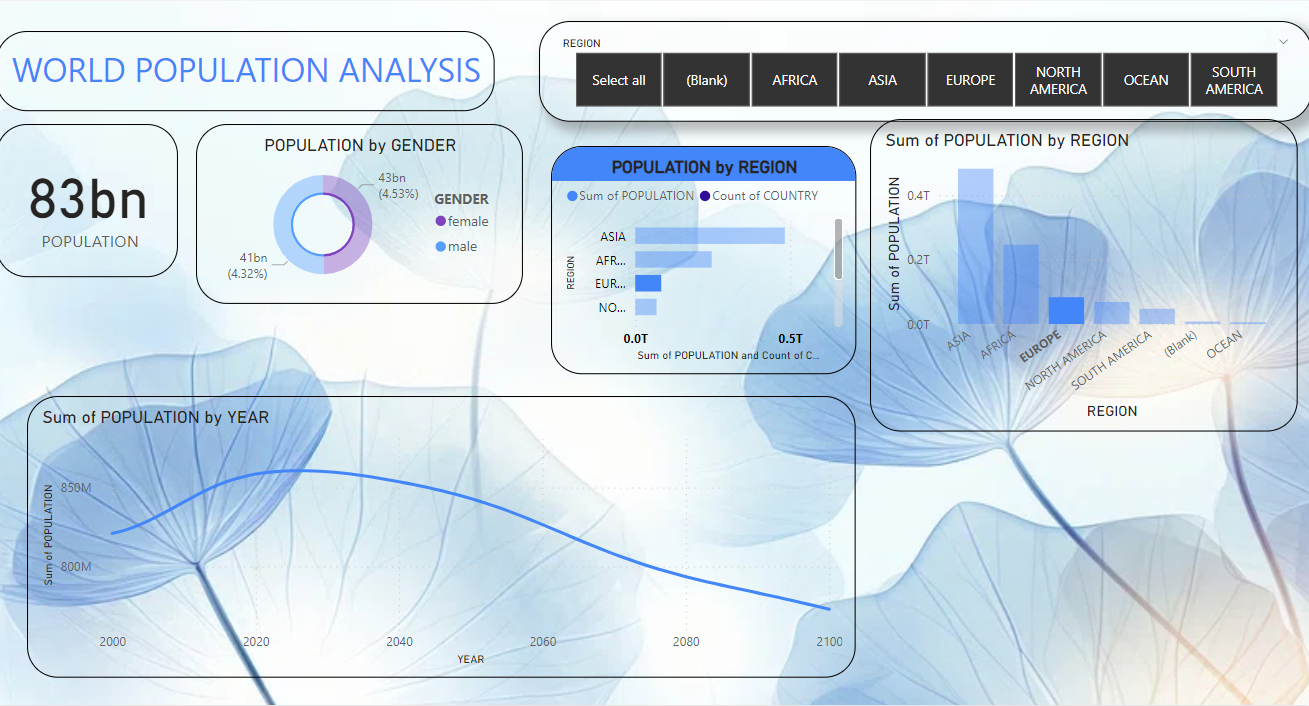 WORLD POPULATION ANALYSIS
REGION
Select all
(Blank)
AFRICA
ASIA
EUROPE
NORTH
AMERICA
OCEAN
SOUTH
AMERICA
83bn
POPULATION
POPULATION by GENDER
43bn
(4.53%)
41bn
(4.32%)
GENDER
female
male
POPULATION by REGION
Sum of POPULATION
Count of COUNTRY
REGION
ASIA
AFR...
EUR...
NO...
0.0T
0.5T
Sum of POPULATION and Count of C...
Sum of POPULATION by REGION
Sum of POPULATION
0.4T
0.2T
0.0T
ASIA
AFRICA
EUROPE
NORTH AMERICA
SOUTH AMERICA
(Blank)
OCEAN
REGION
Sum of POPULATION by YEAR
Sum of POPULATION
850M
800M
2000
2020
2040
2060
2080
2100
YEAR